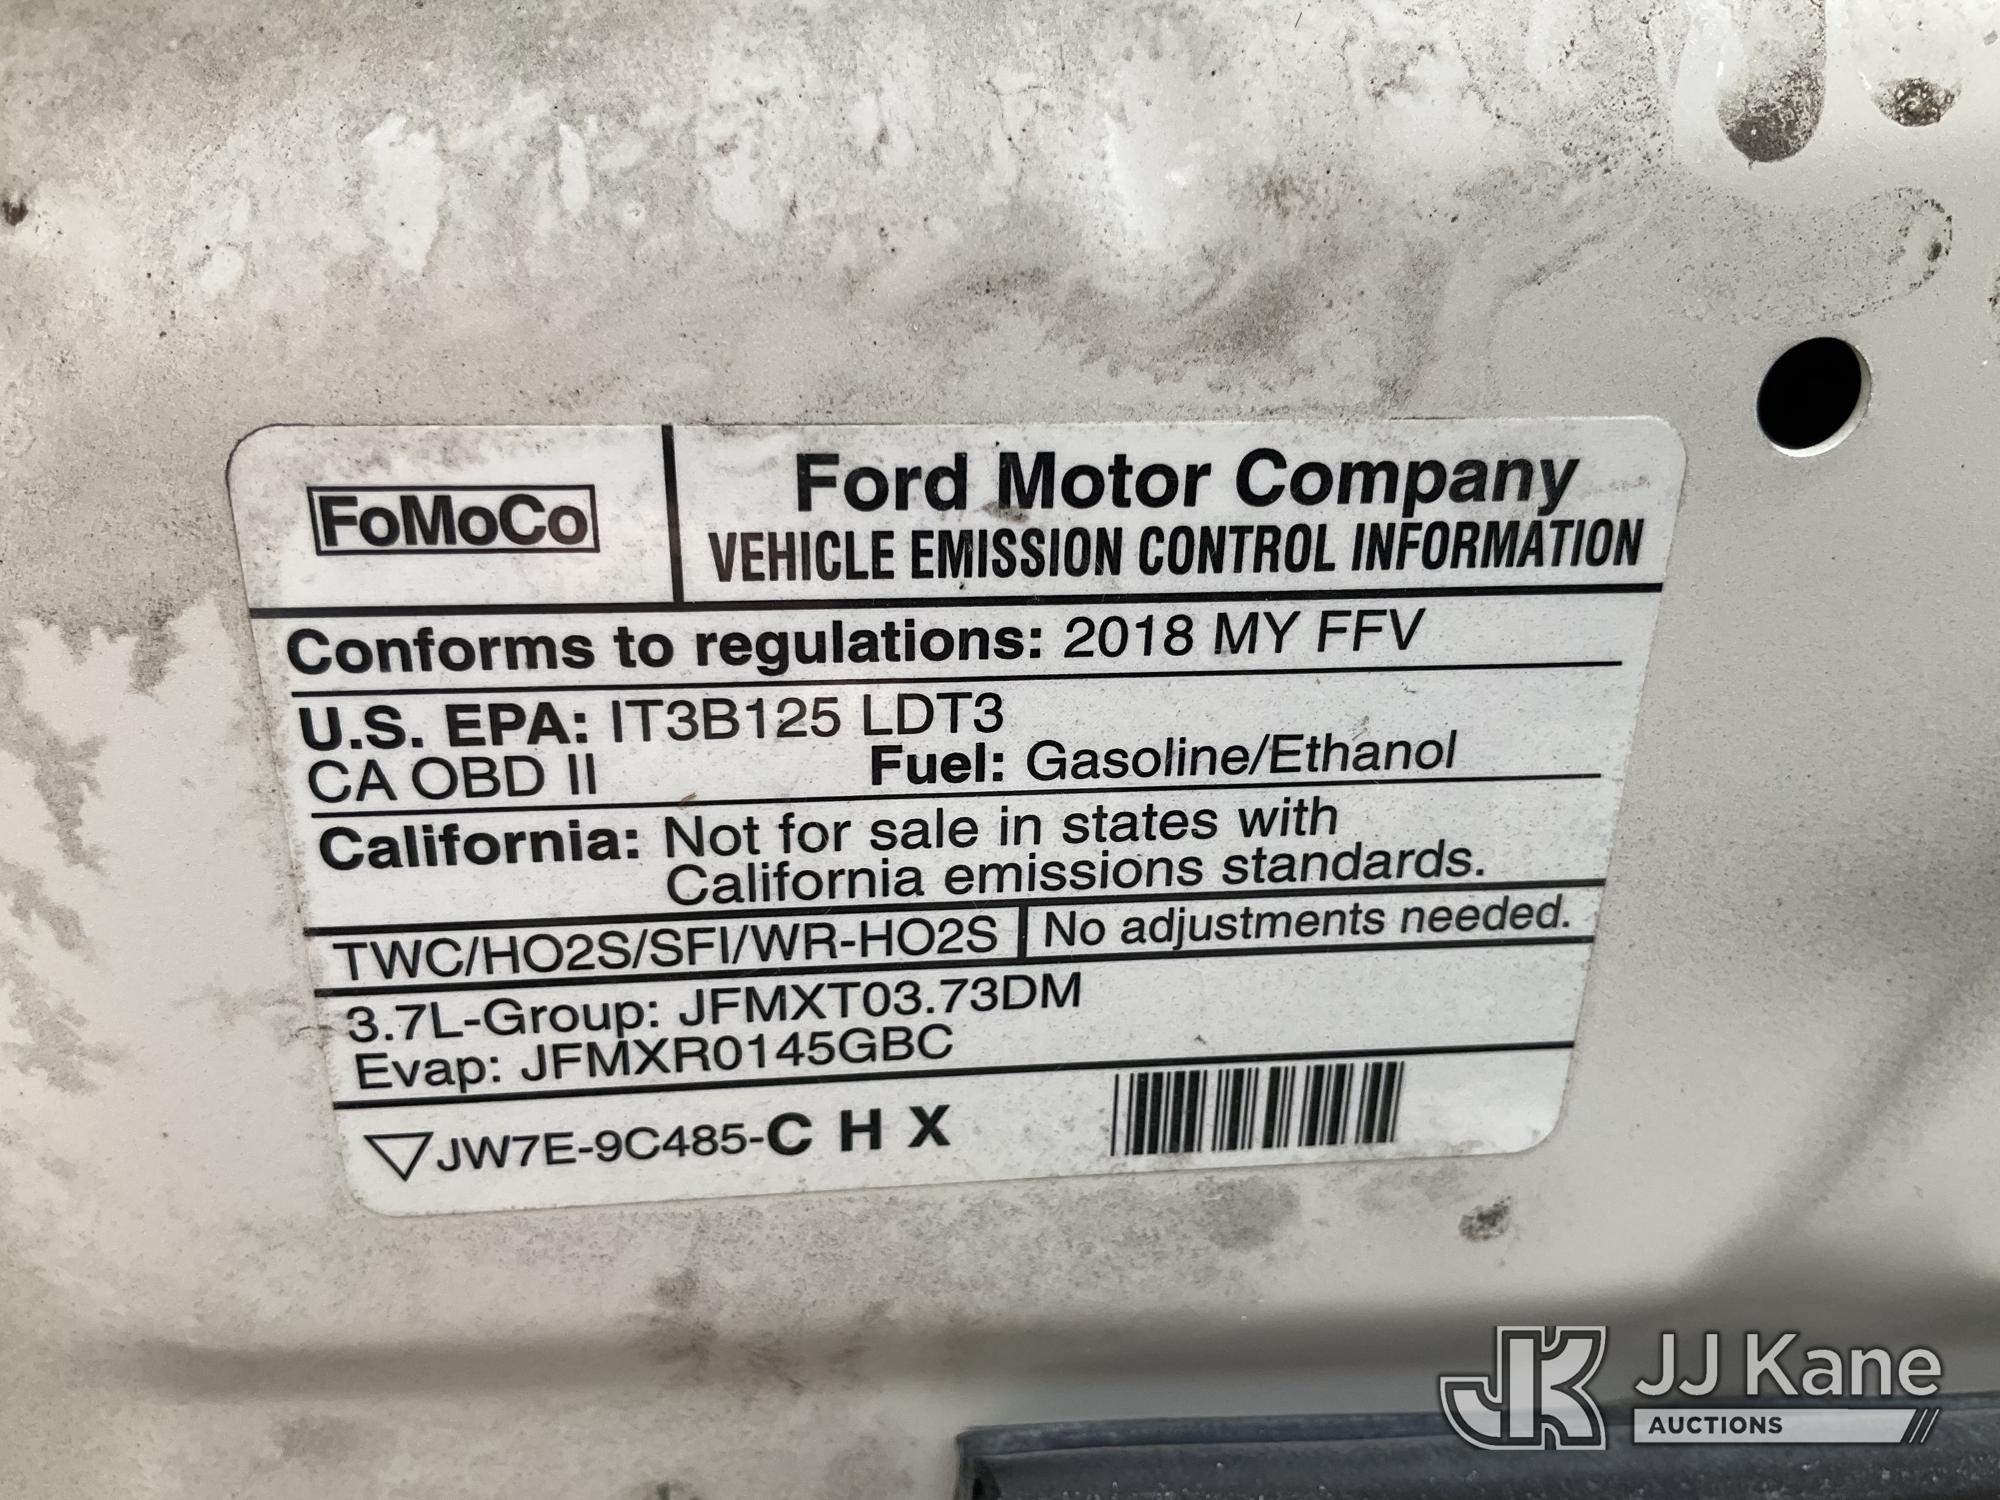 FoMoCo
Ford Motor Company
VEHICLE EMISSION CONTROL INFORMATION
Conforms to regulations: 2018 MY FFV
U.S. EPA: IT3B125 LDT3
CA OBD II Fuel: Gasoline/Ethanol
California: Not for sale in states with
California emissions standards.
TWC/HO2S/SFI/WR-HO2S No adjustments needed.
3.7L-Group: JFMXT03.73DM
Evap: JFMXR0145GBC
JW7E-9C485-C H X
JK JJ Kane
AUCTIONS